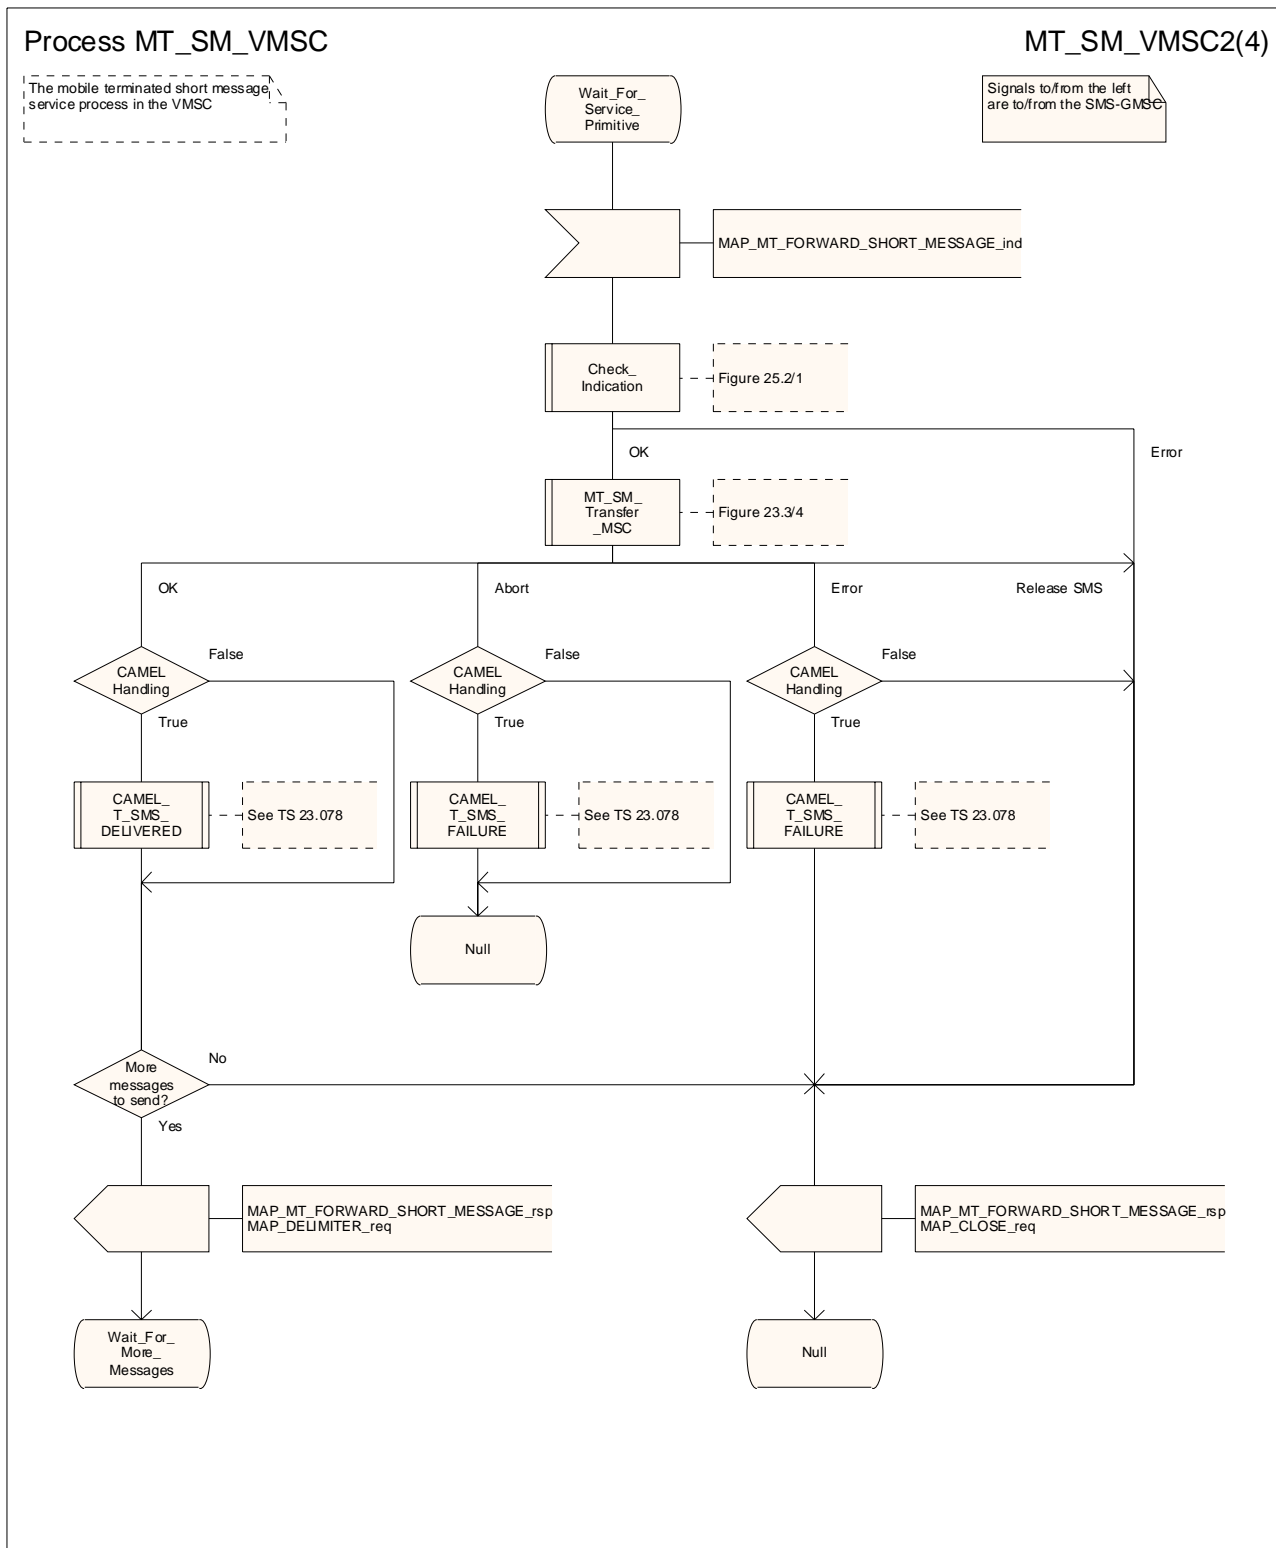 Process MT_SM_VMSC
MT_SM_VMSC2(4)
The mobile terminated short message
service process in the VMSC
Wait_For_
Service_
Primitive
Signals to/from the left
are to/from the SMS-GMSC
MAP_MT_FORWARD_SHORT_MESSAGE_ind
Check_
Indication
Figure 25.2/1
OK
Error
MT_SM_
Transfer
_MSC
Figure 23.3/4
OK
Abort
Error
Release SMS
CAMEL
Handling
False
True
CAMEL
Handling
False
True
CAMEL
Handling
False
True
CAMEL_
T_SMS_
DELIVERED
See TS 23.078
CAMEL_
T_SMS_
FAILURE
See TS 23.078
CAMEL_
T_SMS_
FAILURE
See TS 23.078
Null
More
messages
to send?
No
Yes
MAP_MT_FORWARD_SHORT_MESSAGE_rsp
MAP_DELIMITER_req
MAP_MT_FORWARD_SHORT_MESSAGE_rsp
MAP_CLOSE_req
Wait_For_
More_
Messages
Null